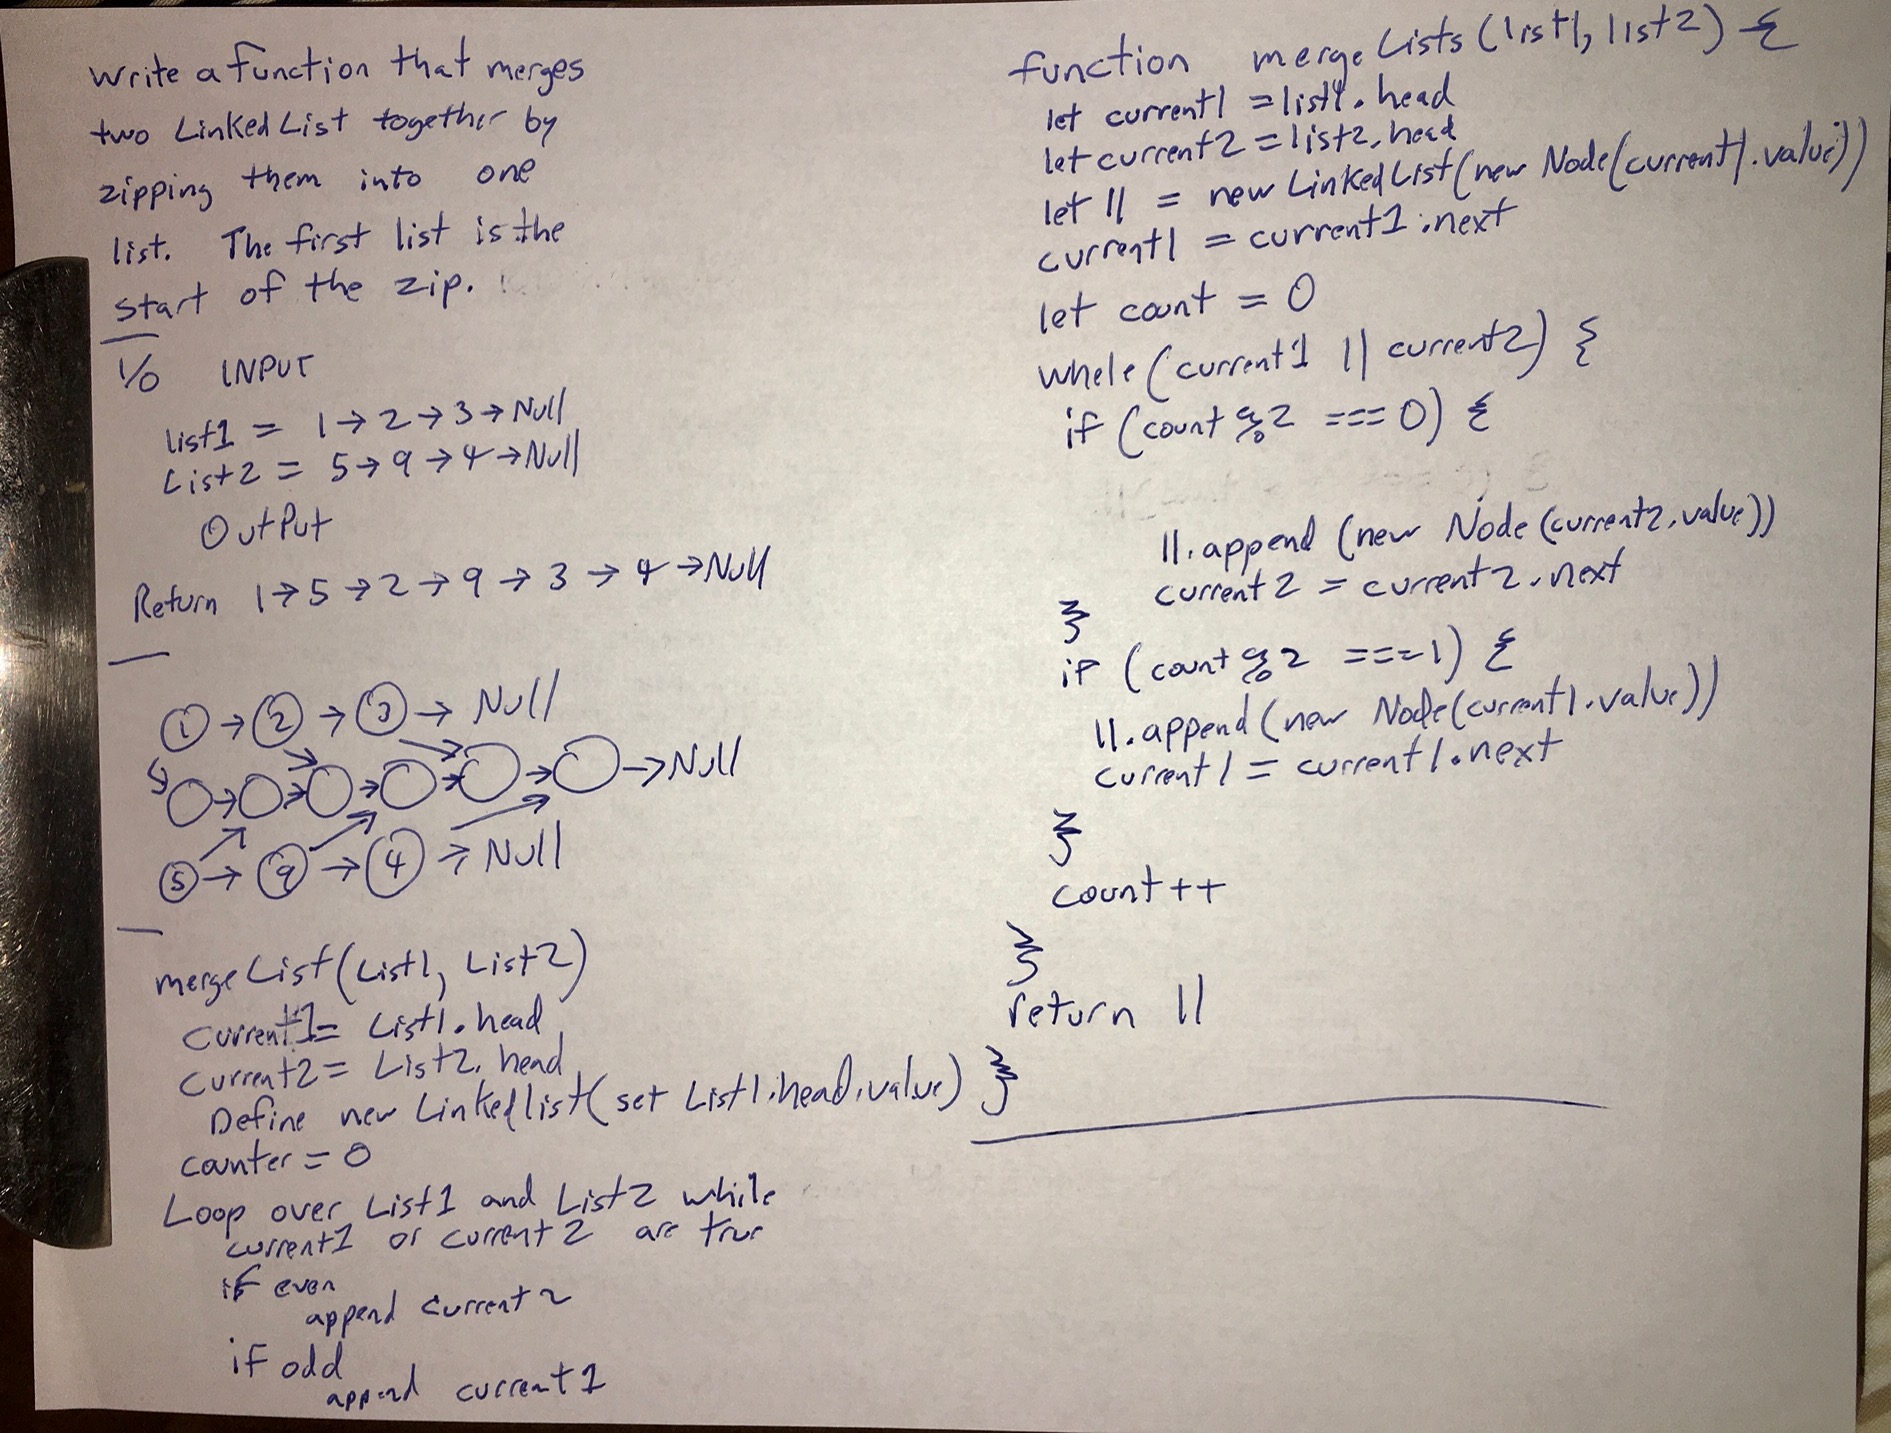 Write a function that merges
two Linked List together by
zipping them into one
list. The first list is the
start of the zip.
I/O INPUT
list1 = 1 → 2 → 3 → Null
List2 = 5 → 9 → 4 → Null
OutPut
Return 1 → 5 → 2 → 9 → 3 → 4 → Null
1 → 2 → 3 → Null
→ Null
5 → 9 → 4 → Null
mergeList(List1, List2)
current1 = List1.head
current2 = List2.head
Define new Linkedlist(set List1.head.value)
counter = 0
Loop over List1 and List2 while
current1 or current2 are true
if even
append current2
if odd
append current1
function mergeLists(list1, list2) {
let current1 = list1.head
let current2 = list2.head
let ll = new LinkedList(new Node(current1.value))
current1 = current1.next
let count = 0
while (current1 || current2) {
if (count % 2 === 0) {
ll.append(new Node(current2.value))
current2 = current2.next
}
if (count % 2 === 1) {
ll.append(new Node(current1.value))
current1 = current1.next
}
count++
}
return ll
}